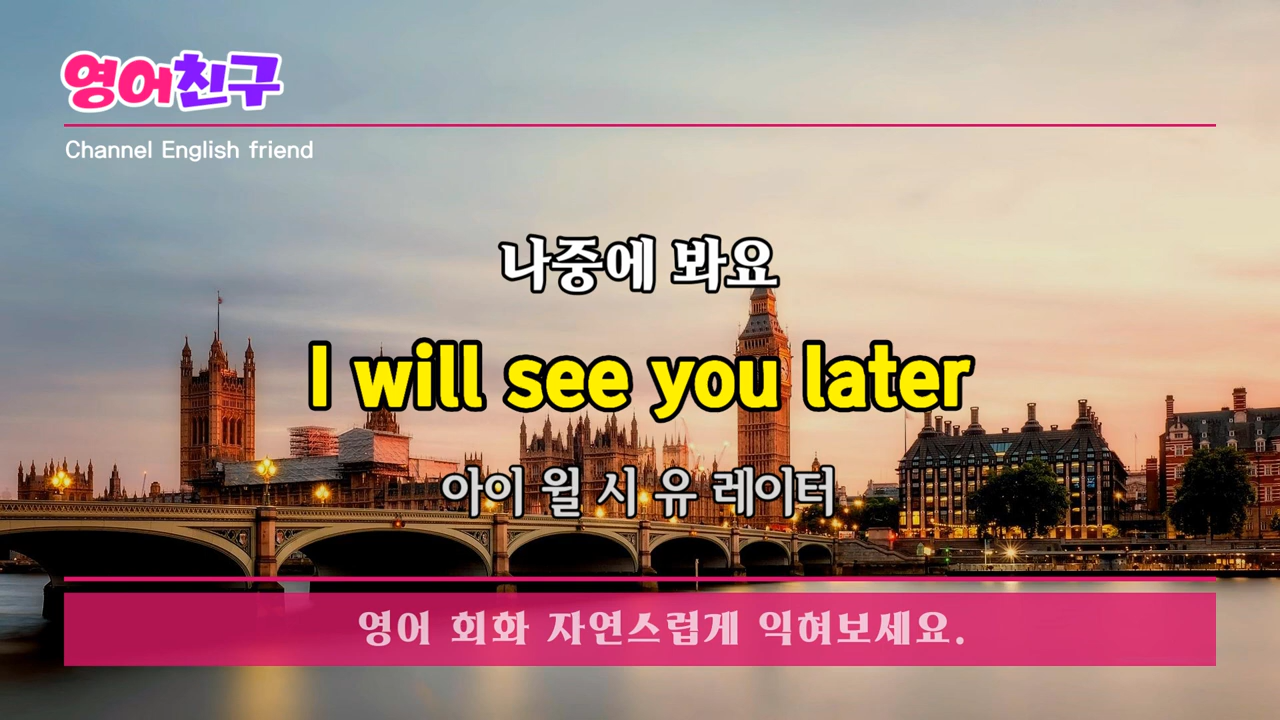 영어친구
Channel English friend
나중에 봐요
I will see you later
아이 윌 시 유 레이터
영어 회화 자연스럽게 익혀보세요.